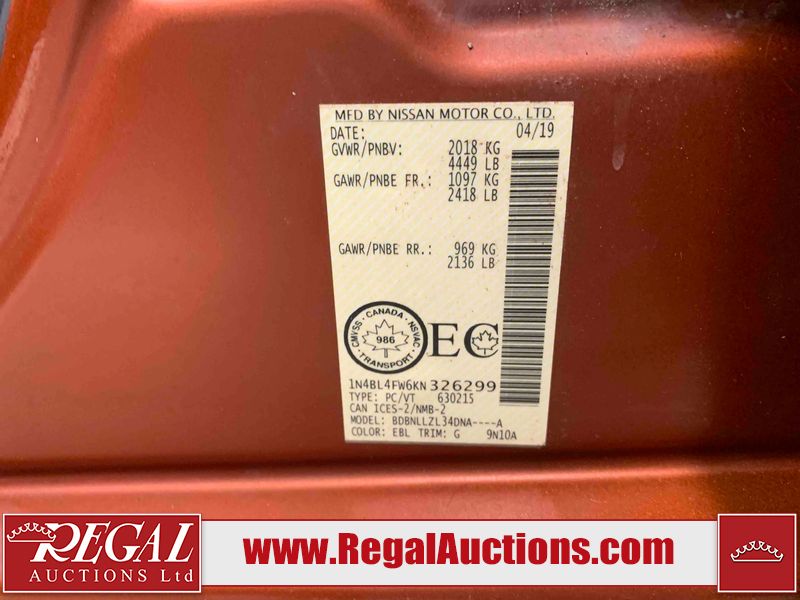 MFD BY NISSAN MOTOR CO., LTD.
DATE: 04/19
GVWR/PNBV: 2018 KG
4449 LB
GAWR/PNBE FR.: 1097 KG
2418 LB
GAWR/PNBE RR.: 969 KG
2136 LB
CANADA
CMVSS NSVAC
986
TRANSPORT
EC
1N4BL4FW6KN326299
TYPE: PC/VT 630215
CAN ICES-2/NMB-2
MODEL: BDBNLLZL34DNA----A
COLOR: EBL TRIM: G 9N10A
REGAL
AUCTIONS Ltd
www.RegalAuctions.com